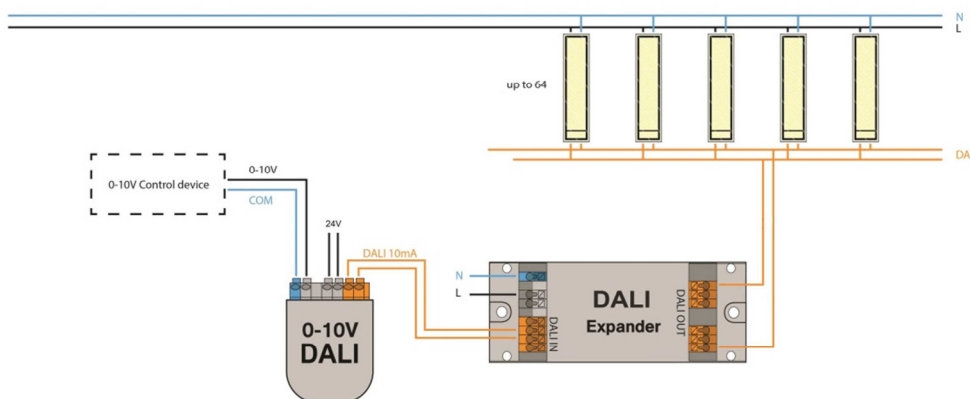 N
L
up to 64
DA
0-10V
0-10V Control device
COM
24V
DALI 10mA
N
L
DALI IN
DALI
Expander
DALI OUT
0-10V
DALI